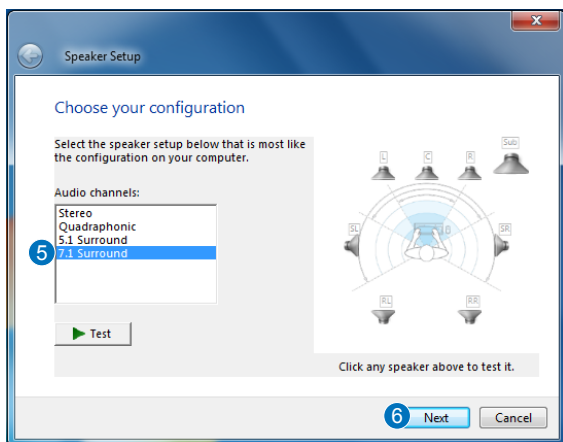 Speaker Setup
Choose your configuration
Select the speaker setup below that is most like
the configuration on your computer.
Audio channels:
Stereo
Quadraphonic
5.1 Surround
5 7.1 Surround
Test
L C R Sub
SL SR
RL RR
Click any speaker above to test it.
6 Next Cancel